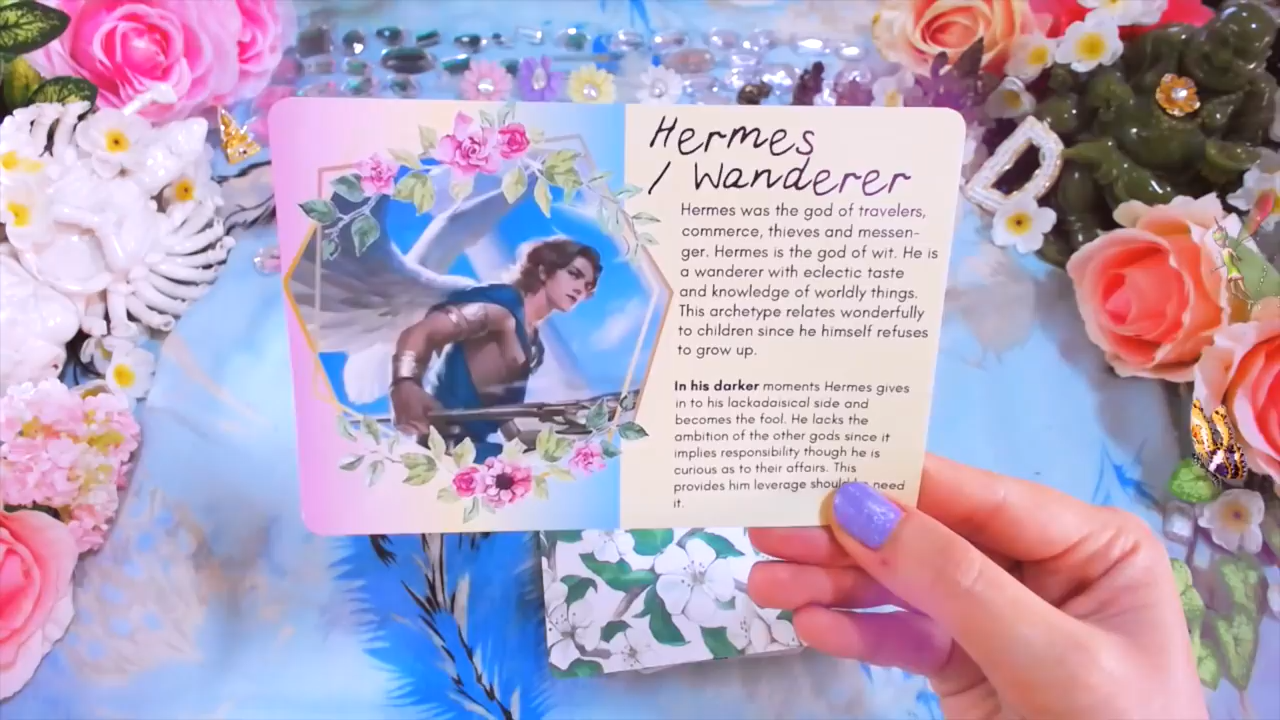 Hermes
/ Wanderer
Hermes was the god of travelers,
commerce, thieves and messen-
ger. Hermes is the god of wit. He is
a wanderer with eclectic taste
and knowledge of worldly things.
This archetype relates wonderfully
to children since he himself refuses
to grow up.
In his darker moments Hermes gives
in to his lackadaisical side and
becomes the fool. He lacks the
ambition of the other gods since it
implies responsibility though he is
curious as to their affairs. This
provides him leverage should need
it.
D